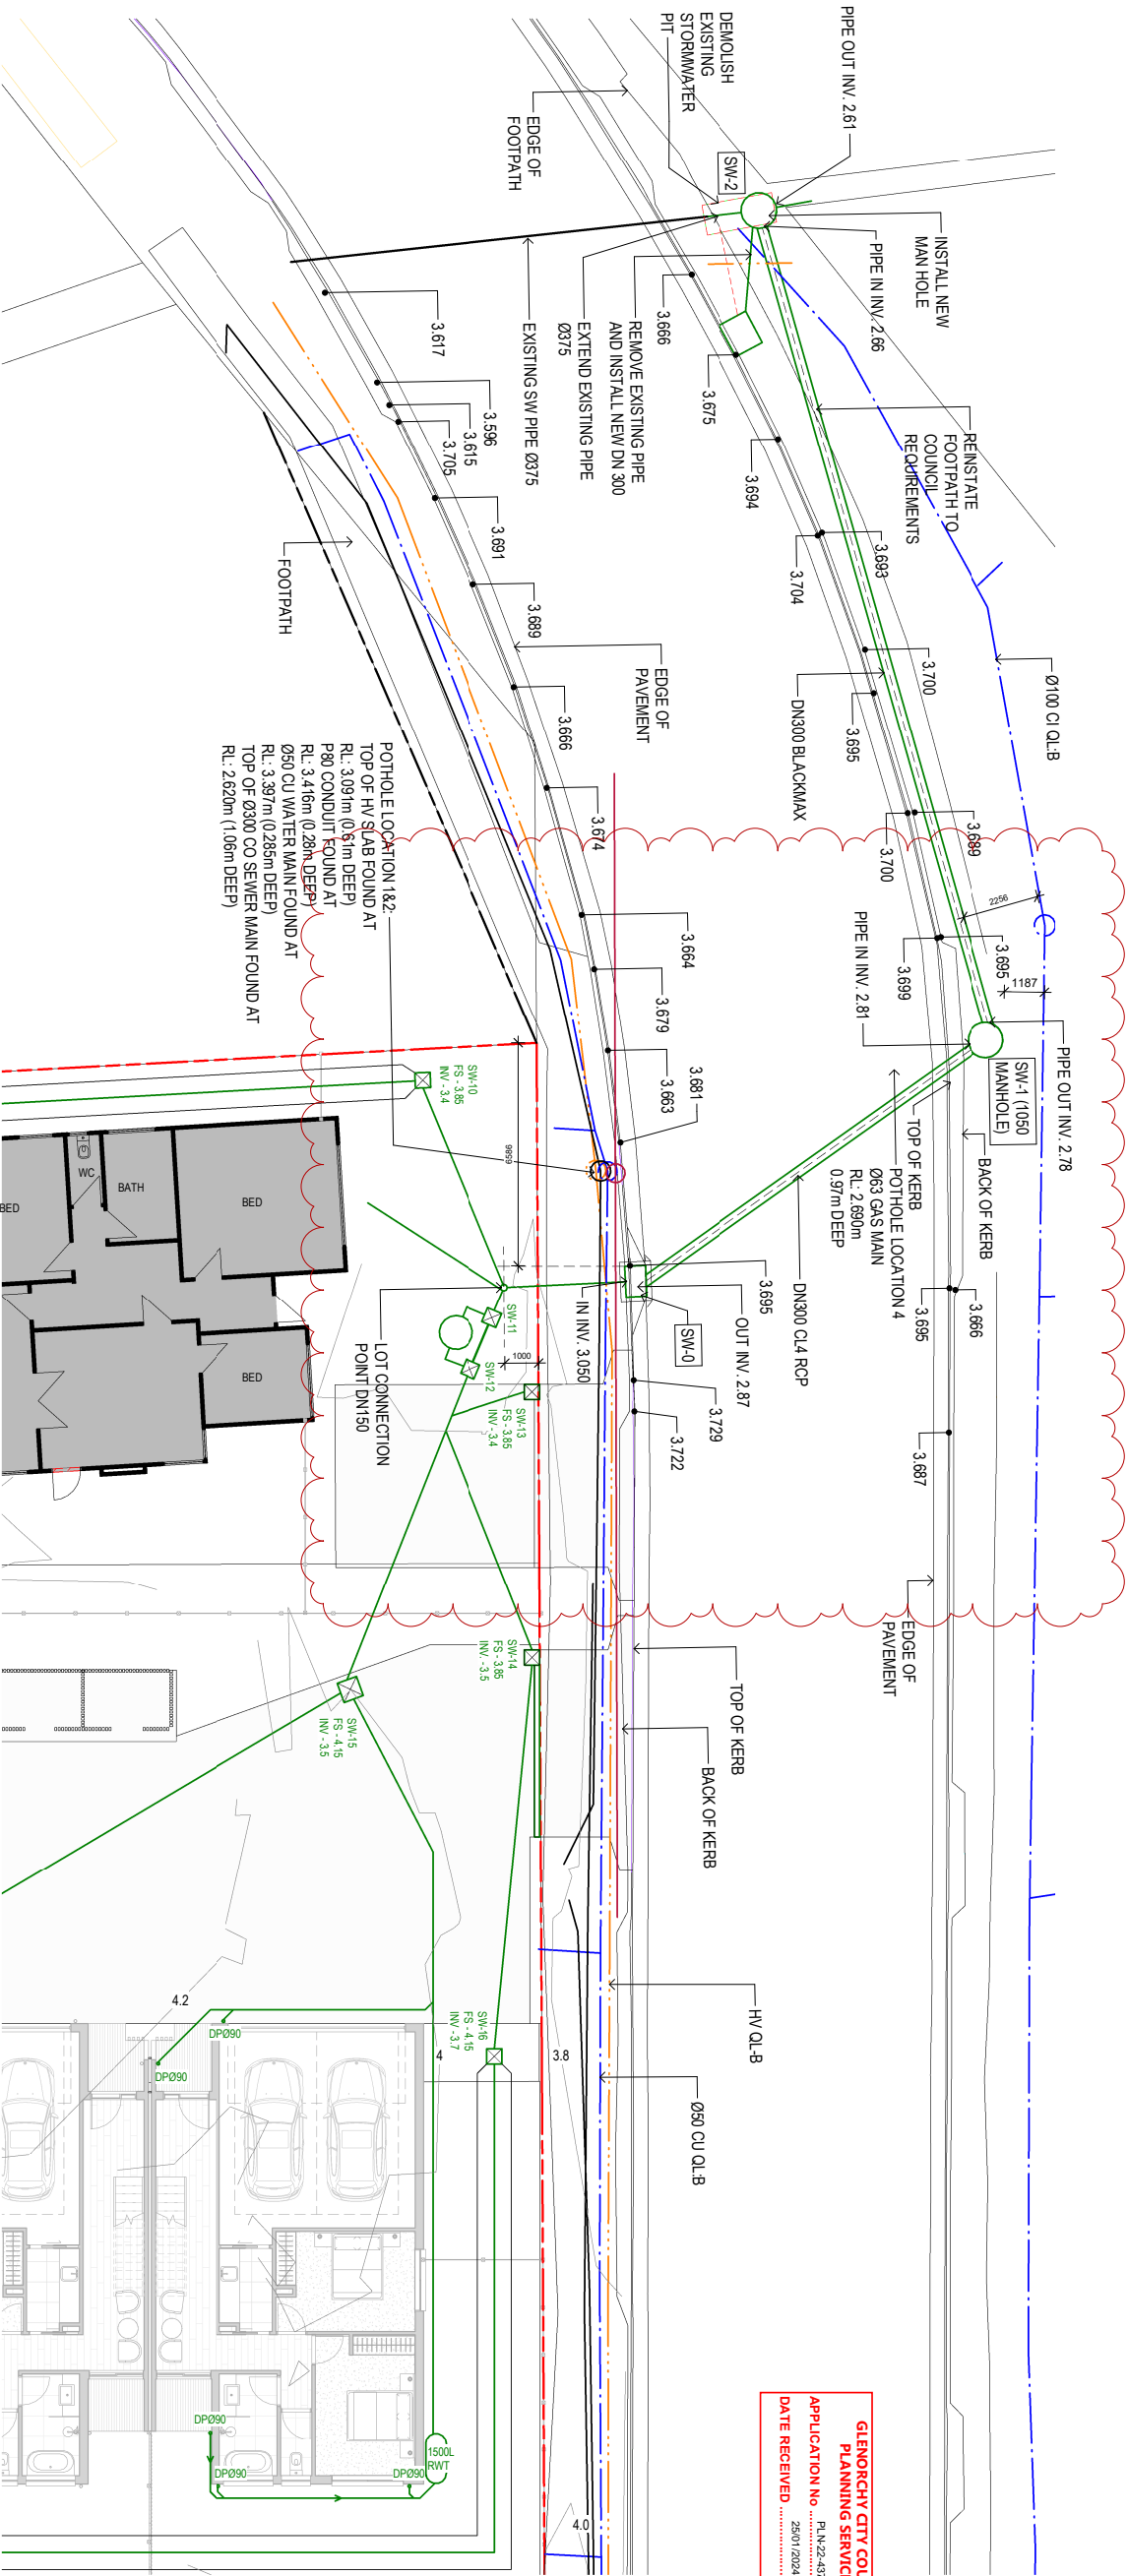 PIPE OUT INV. 2.61
DEMOLISH
EXISTING
STORMWATER
PIT
EDGE OF
FOOTPATH
SW-2
INSTALL NEW
MAN HOLE
PIPE IN INV. 2.66
3.666
REMOVE EXISTING PIPE
AND INSTALL NEW DN 300
EXTEND EXISTING PIPE
Ø375
EXISTING SW PIPE Ø375
3.617
3.675
REINSTATE
FOOTPATH TO
COUNCIL
REQUIREMENTS
3.596
3.615
3.705
3.694
3.691
3.693
3.704
FOOTPATH
3.689
Ø100 CI QL:B
3.700
3.695
DN300 BLACKMAX
EDGE OF
PAVEMENT
3.666
POTHOLE LOCATION 1&2:
TOP OF HV SLAB FOUND AT
RL: 3.091m (0.61m DEEP)
P80 CONDUIT FOUND AT
RL: 3.416m (0.28m DEEP)
Ø50 CU WATER MAIN FOUND AT
RL: 3.397m (0.285m DEEP)
TOP OF Ø300 CO SEWER MAIN FOUND AT
RL: 2.620m (1.06m DEEP)
3.674
3.689
3.700
2256
3.664
3.695
3.699
1187
PIPE IN INV. 2.81
3.679
3.663
3.681
PIPE OUT INV. 2.78
SW-1 (1050
MANHOLE)
BACK OF KERB
TOP OF KERB
POTHOLE LOCATION 4
Ø63 GAS MAIN
RL: 2.690m
0.97m DEEP
SW-10
FS - 3.85
INV - 3.4
6586
DN300 CL4 RCP
3.695
OUT INV. 2.87
SW-0
IN INV. 3.050
3.666
3.695
SW-11
SW-12
1000
LOT CONNECTION
POINT DN150
SW-13
FS - 3.85
INV - 3.4
3.729
3.722
3.687
WC
BATH
BED
BED
BED
EDGE OF
PAVEMENT
SW-14
FS - 3.85
INV. - 3.5
SW-15
FS - 4.15
INV - 3.5
TOP OF KERB
BACK OF KERB
HV QL-B
Ø50 CU QL:B
4.2
SW-16
FS - 4.15
INV - 3.7
4
3.8
DPØ90
DPØ90
DPØ90
DPØ90
DPØ90
1500L
RWT
4.0
GLENORCHY CITY COU
PLANNING SERVIC
APPLICATION No
DATE RECEIVED
25/01/2024